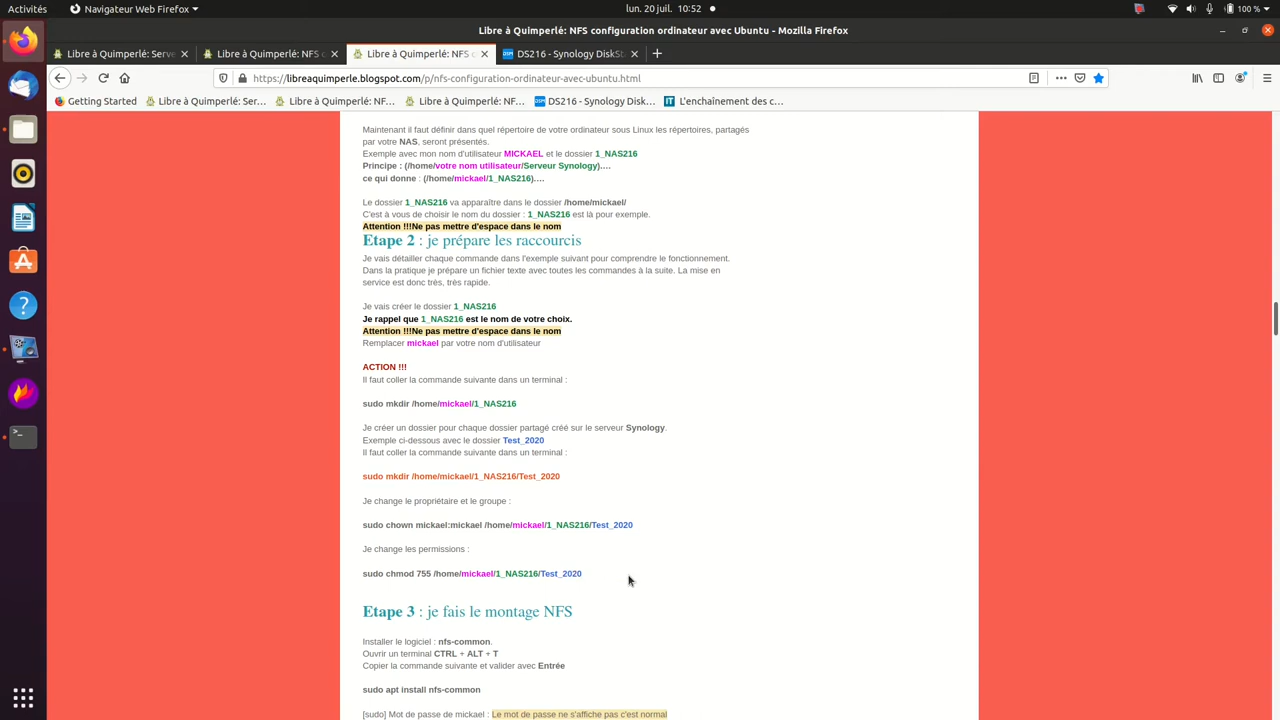 Navigateur Web Firefox
lun. 20 juil. 10:52
100 %
Libre à Quimperlé: NFS configuration ordinateur avec Ubuntu - Mozilla Firefox
Libre à Quimperlé: Serve
Libre à Quimperlé: NFS c
Libre à Quimperlé: NFS c
DSM DS216 - Synology DiskSta
https://libreaquimperle.blogspot.com/p/nfs-configuration-ordinateur-avec-ubuntu.html
Getting Started
Libre à Quimperlé: Ser…
Libre à Quimperlé: NF…
Libre à Quimperlé: NF…
DSM DS216 - Synology Disk…
IT L'enchaînement des c…
Maintenant il faut définir dans quel répertoire de votre ordinateur sous Linux les répertoires, partagés
par votre NAS, seront présentés.
Exemple avec mon nom d'utilisateur MICKAEL et le dossier 1_NAS216
Principe : (/home/votre nom utilisateur/Serveur Synology)….
ce qui donne : (/home/mickael/1_NAS216)….
Le dossier 1_NAS216 va apparaître dans le dossier /home/mickael/
C'est à vous de choisir le nom du dossier : 1_NAS216 est là pour exemple.
Attention !!!Ne pas mettre d'espace dans le nom
Etape 2 : je prépare les raccourcis
Je vais détailler chaque commande dans l'exemple suivant pour comprendre le fonctionnement.
Dans la pratique je prépare un fichier texte avec toutes les commandes à la suite. La mise en
service est donc très, très rapide.
Je vais créer le dossier 1_NAS216
Je rappel que 1_NAS216 est le nom de votre choix.
Attention !!!Ne pas mettre d'espace dans le nom
Remplacer mickael par votre nom d'utilisateur
ACTION !!!
Il faut coller la commande suivante dans un terminal :
sudo mkdir /home/mickael/1_NAS216
Je créer un dossier pour chaque dossier partagé créé sur le serveur Synology.
Exemple ci-dessous avec le dossier Test_2020
Il faut coller la commande suivante dans un terminal :
sudo mkdir /home/mickael/1_NAS216/Test_2020
Je change le propriétaire et le groupe :
sudo chown mickael:mickael /home/mickael/1_NAS216/Test_2020
Je change les permissions :
sudo chmod 755 /home/mickael/1_NAS216/Test_2020
Etape 3 : je fais le montage NFS
Installer le logiciel : nfs-common.
Ouvrir un terminal CTRL + ALT + T
Copier la commande suivante et valider avec Entrée
sudo apt install nfs-common
[sudo] Mot de passe de mickael : Le mot de passe ne s'affiche pas c'est normal